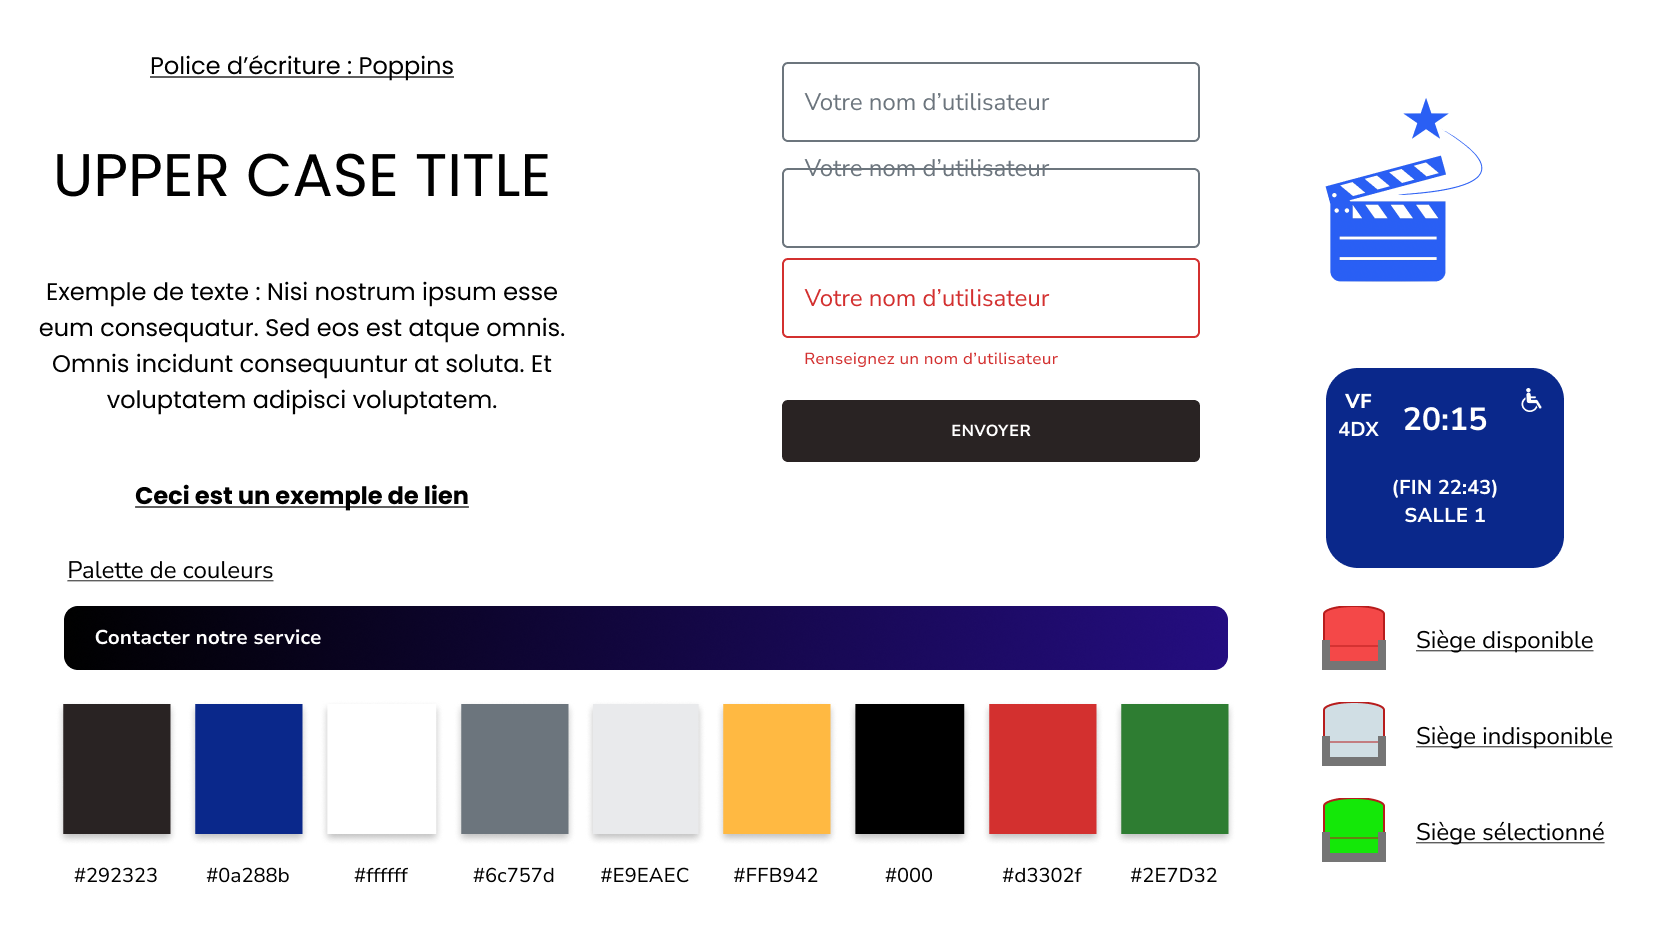 Police d’écriture : Poppins
UPPER CASE TITLE
Exemple de texte : Nisi nostrum ipsum esse
eum consequatur. Sed eos est atque omnis.
Omnis incidunt consequuntur at soluta. Et
voluptatem adipisci voluptatem.
Ceci est un exemple de lien
Votre nom d’utilisateur
Votre nom d’utilisateur
Votre nom d’utilisateur
Renseignez un nom d’utilisateur
ENVOYER
VF
4DX
20:15
(FIN 22:43)
SALLE 1
Palette de couleurs
Contacter notre service
#292323
#0a288b
#ffffff
#6c757d
#E9EAEC
#FFB942
#000
#d3302f
#2E7D32
Siège disponible
Siège indisponible
Siège sélectionné